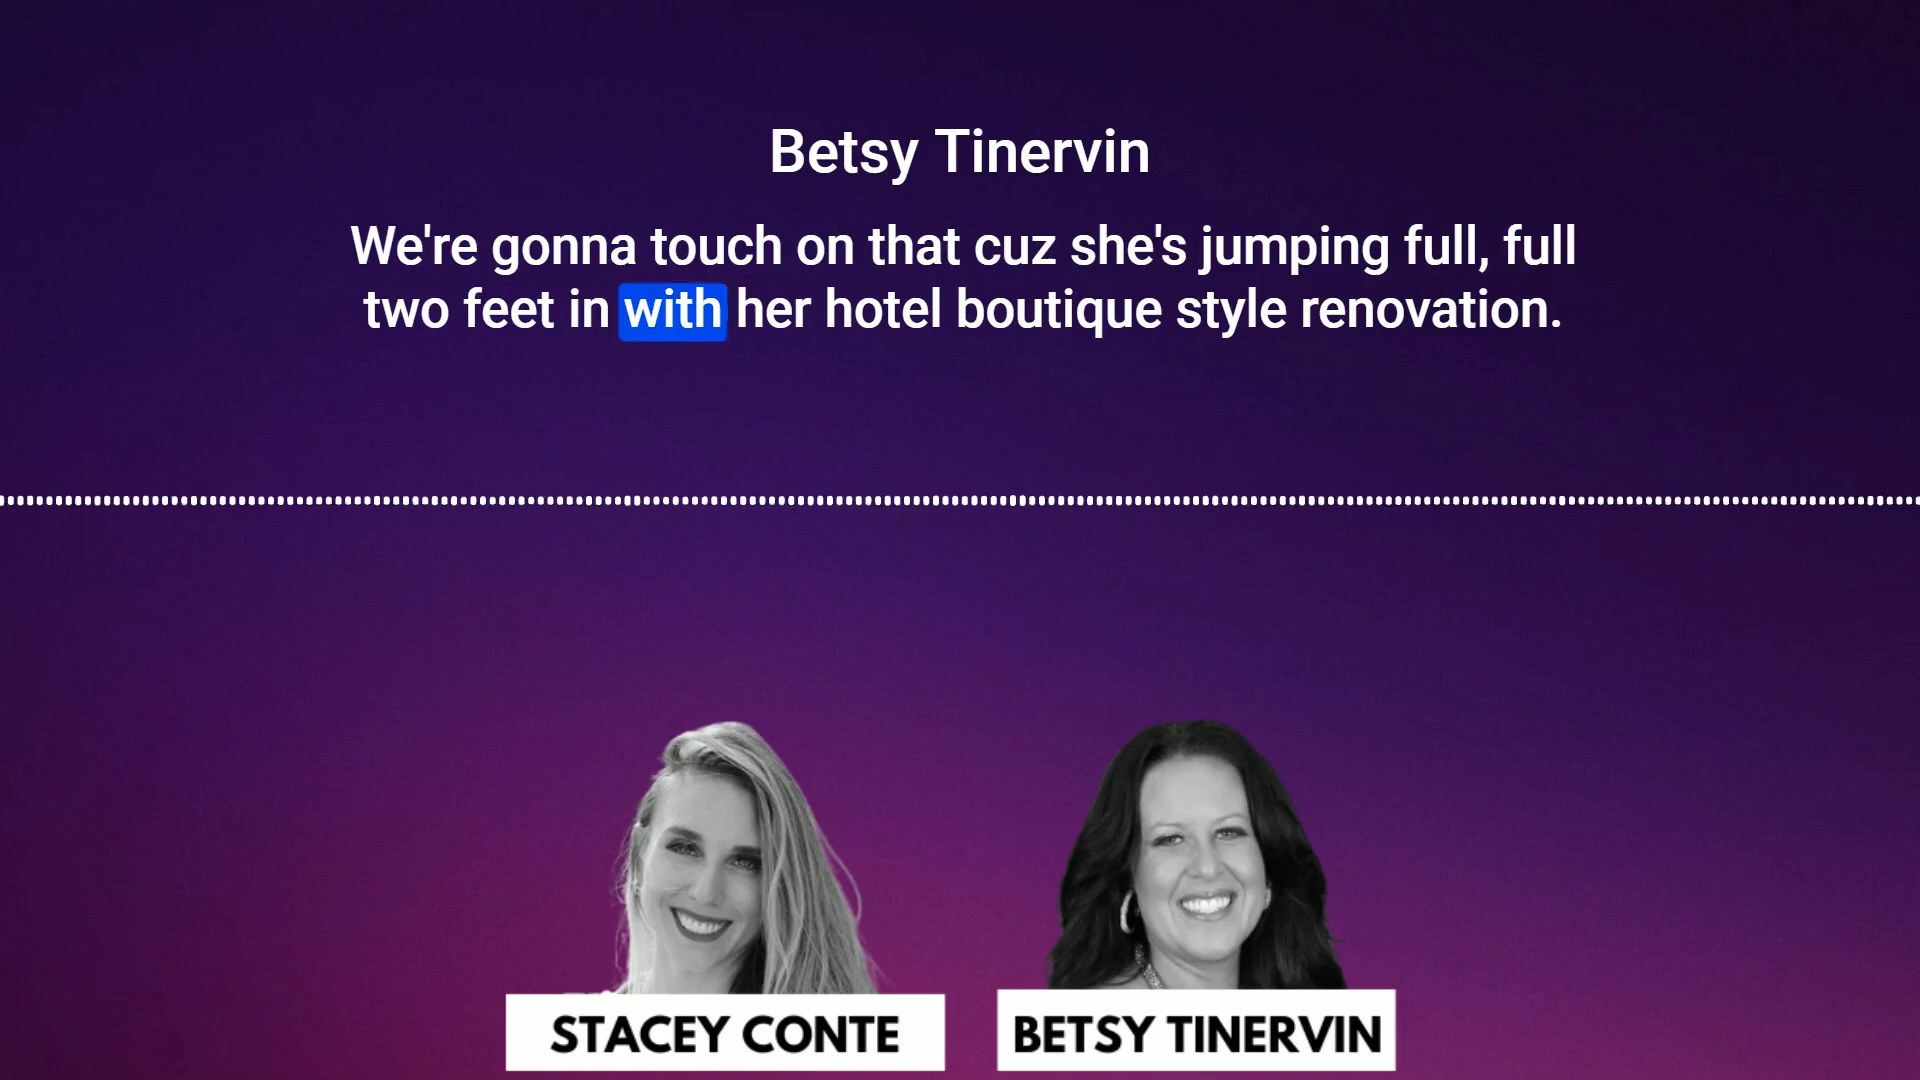 Betsy Tinervin
We're gonna touch on that cuz she's jumping full, full
two feet in with her hotel boutique style renovation.
STACEY CONTE
BETSY TINERVIN